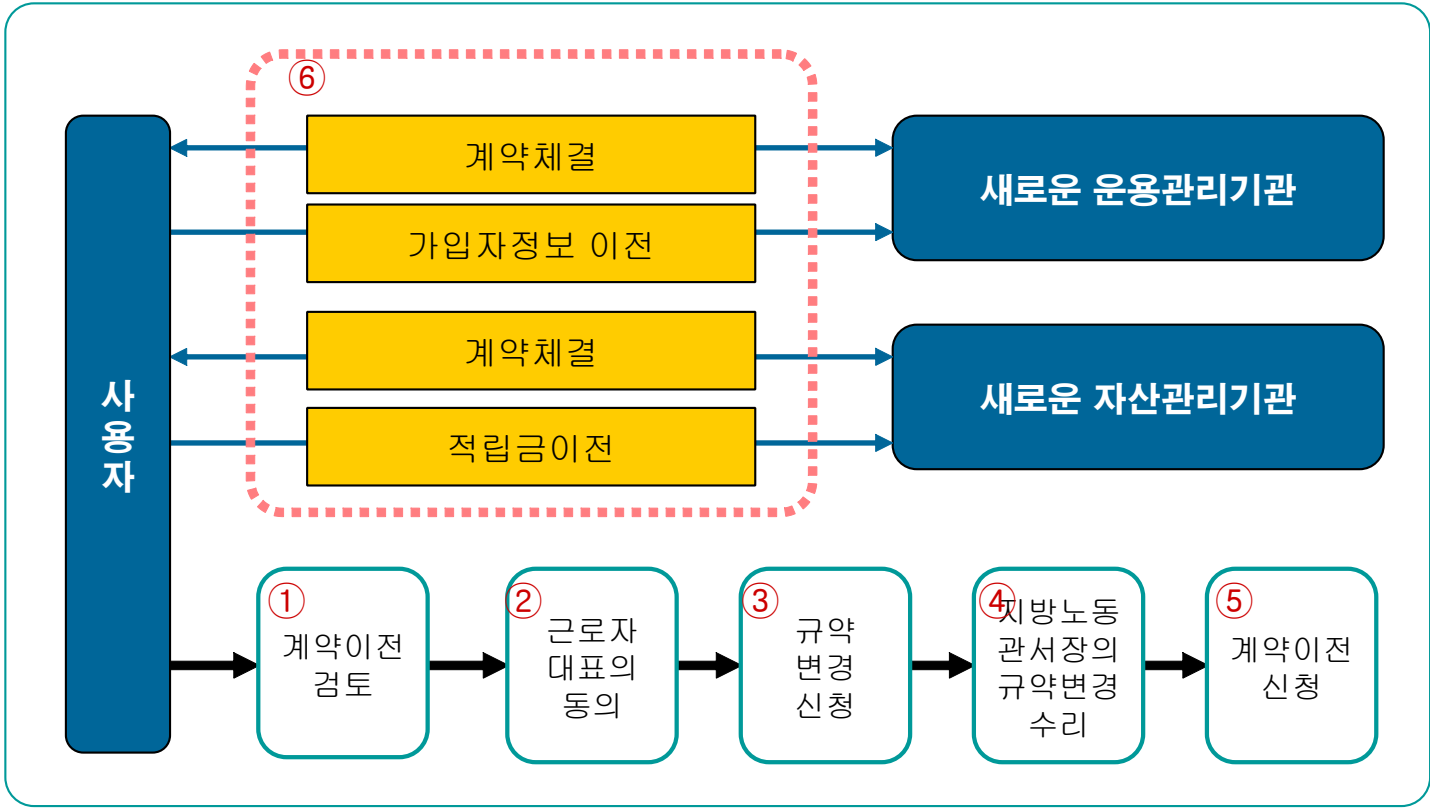 ⑥
계약체결
새로운 운용관리기관
가입자정보 이전
계약체결
새로운 자산관리기관
적립금이전
사
용
자
①
계약이전
검토
②
근로자
대표의
동의
③
규약
변경
신청
④
지방노동
관서장의
규약변경
수리
⑤
계약이전
신청